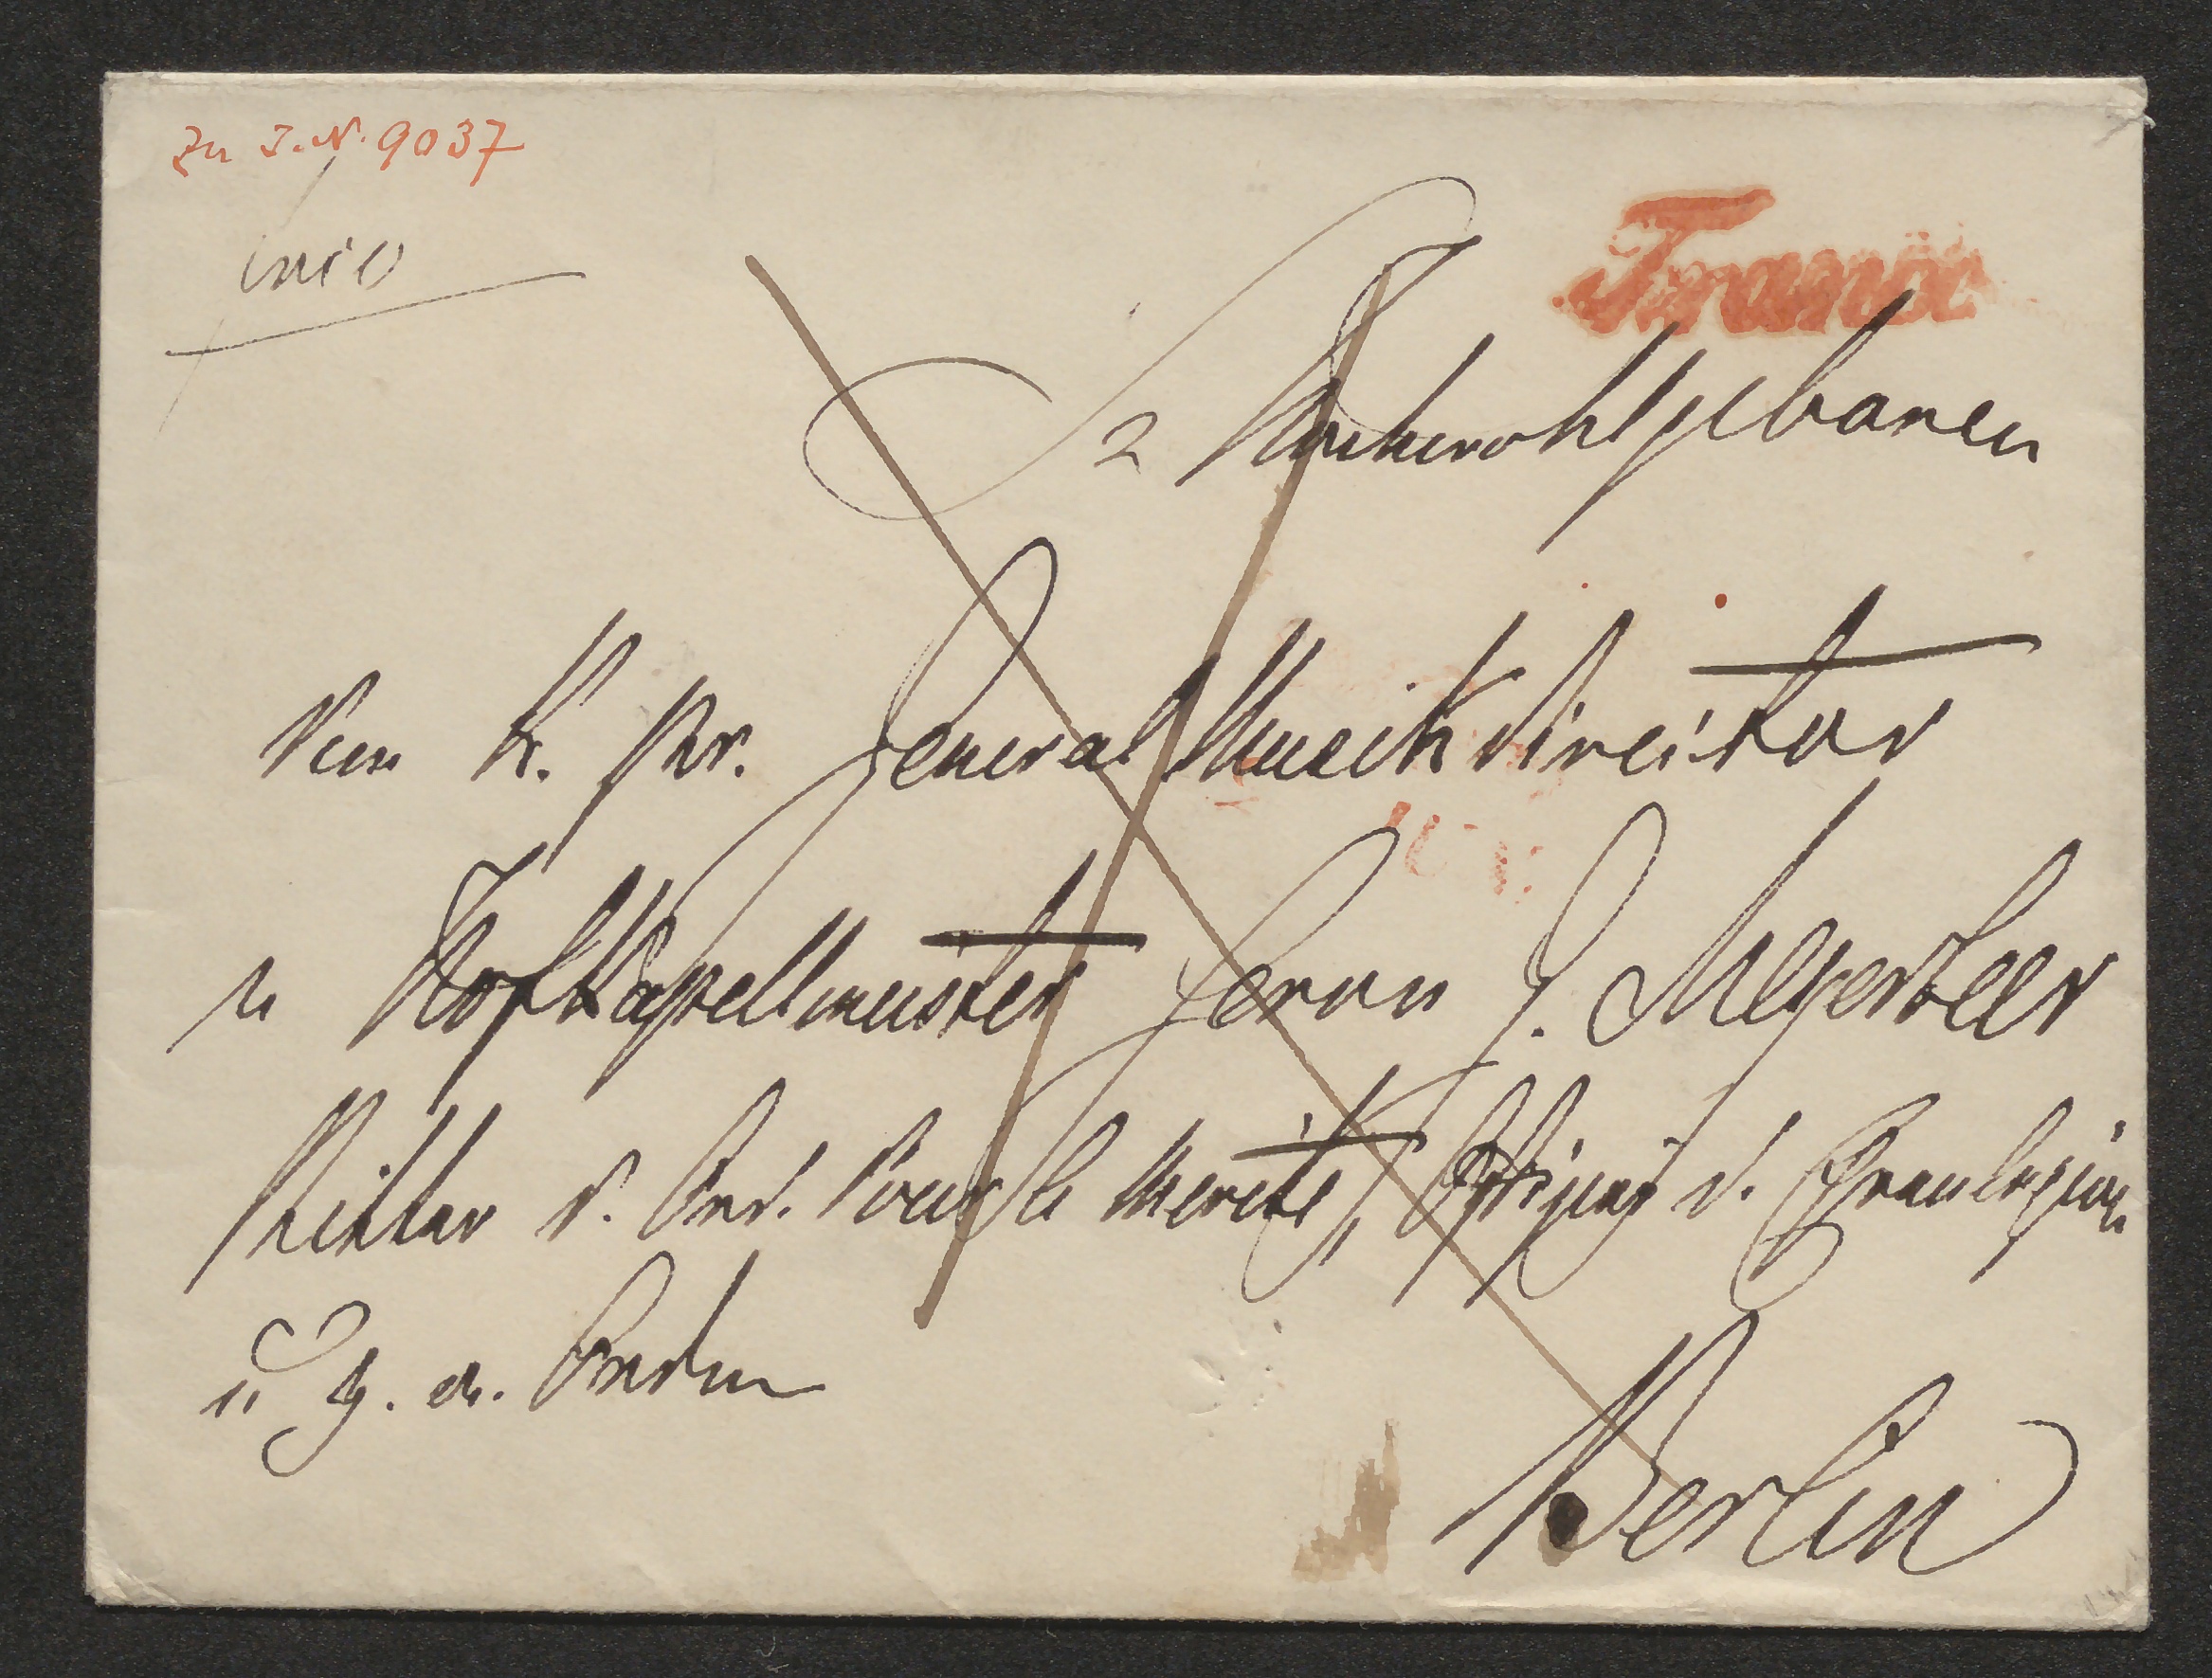 Zu I.N. 9037
Franco
Sr Hochwohlgeboren
Dem K. Pr. General Musikdirektor
u Hofkapellmeister Herrn J. Meyerbeer
Ritter d. Ord. Pour le Merite, Offizier d. Ehrenlegion
u. a. Orden
Berlin